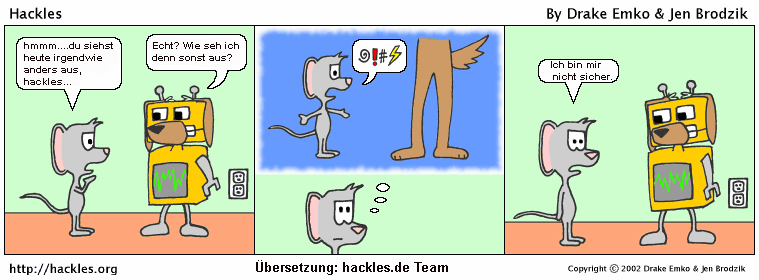 Hackles
By Drake Emko & Jen Brodzik
hmmm....du siehst
heute irgendwie
anders aus,
hackles...
Echt? Wie seh ich
denn sonst aus?
!#
Ich bin mir
nicht sicher.
http://hackles.org
Übersetzung: hackles.de Team
Copyright © 2002 Drake Emko & Jen Brodzik